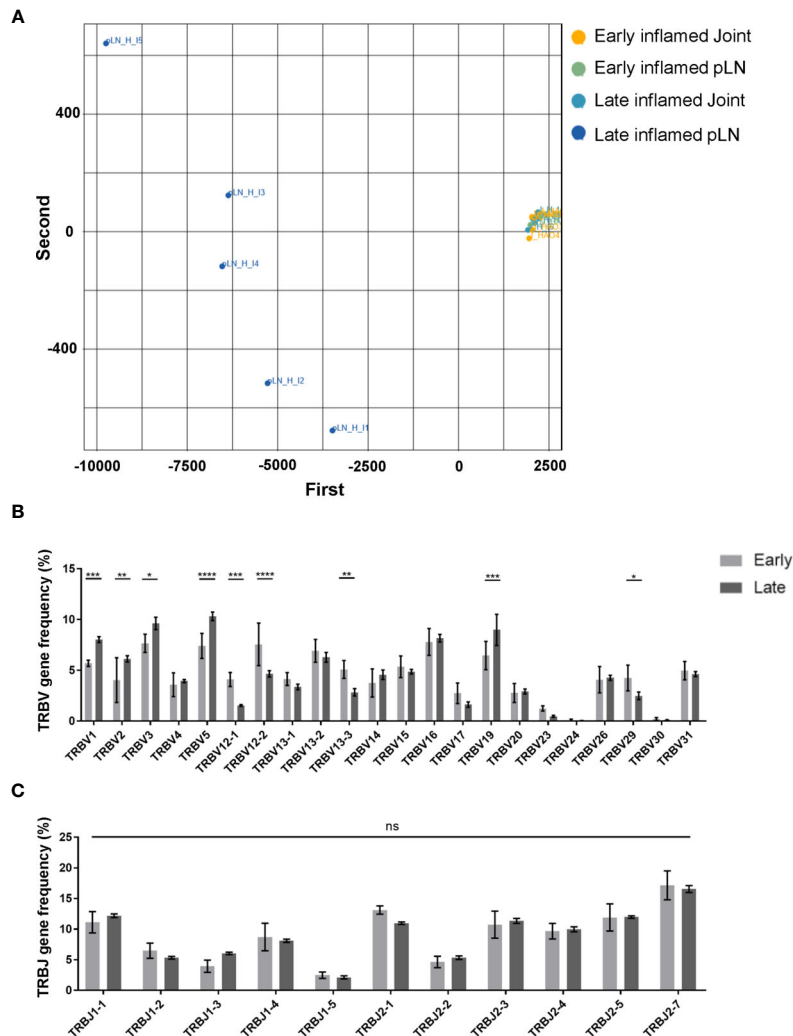 A
pLN_H_I5
Early inflamed Joint
Early inflamed pLN
Late inflamed Joint
Late inflamed pLN
400
pLN_H_I3
Second
0
pLN_H_I4
-400
pLN_H_I2
pLN_H_I1
-10000 -7500 -5000 -2500 0 2500
First
B
TRBV gene frequency (%)
15
10
5
0
*** ** * **** *** **** ** *** *
Early
Late
TRBV1 TRBV2 TRBV3 TRBV4 TRBV5 TRBV12-1 TRBV12-2 TRBV13-1 TRBV13-2 TRBV13-3 TRBV14 TRBV15 TRBV16 TRBV17 TRBV19 TRBV20 TRBV23 TRBV24 TRBV26 TRBV29 TRBV30 TRBV31
C
TRBJ gene frequency (%)
ns
25
20
15
10
5
0
TRBJ1-1 TRBJ1-2 TRBJ1-3 TRBJ1-4 TRBJ1-5 TRBJ2-1 TRBJ2-2 TRBJ2-3 TRBJ2-4 TRBJ2-5 TRBJ2-7